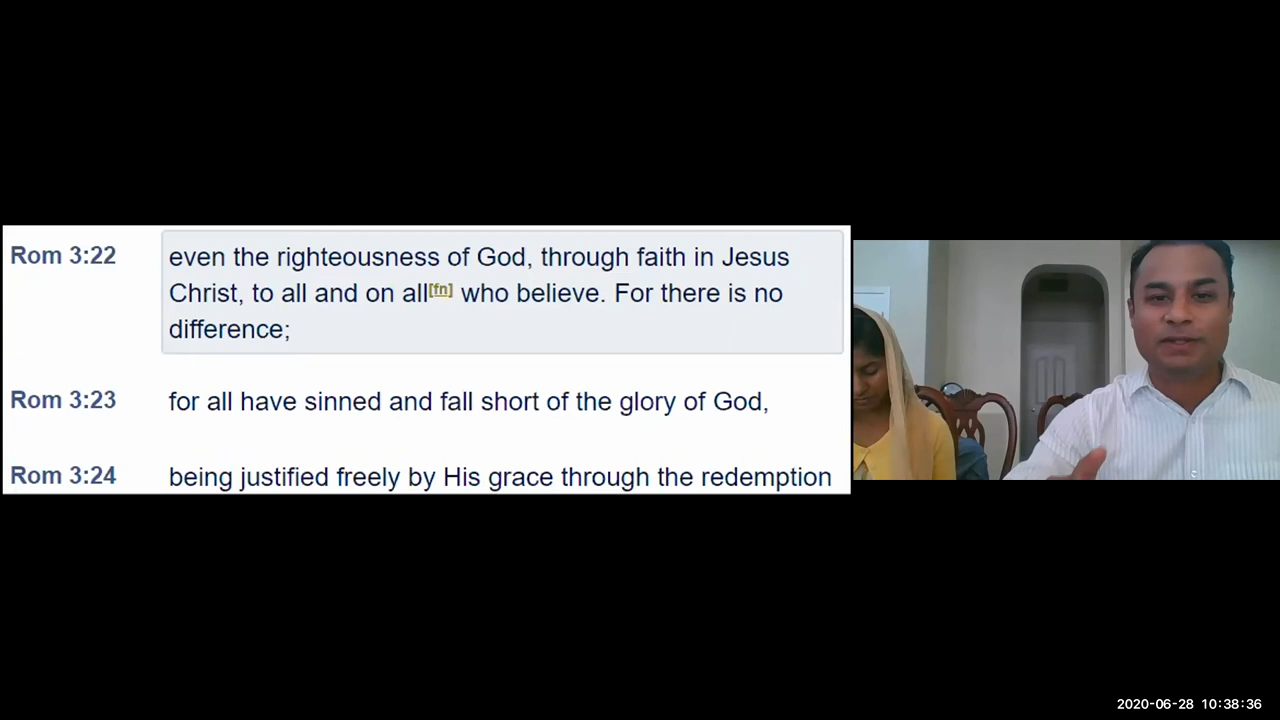 Rom 3:22
even the righteousness of God, through faith in Jesus
Christ, to all and on all[fn] who believe. For there is no
difference;
Rom 3:23
for all have sinned and fall short of the glory of God,
Rom 3:24
being justified freely by His grace through the redemption
2020-06-28 10:38:36